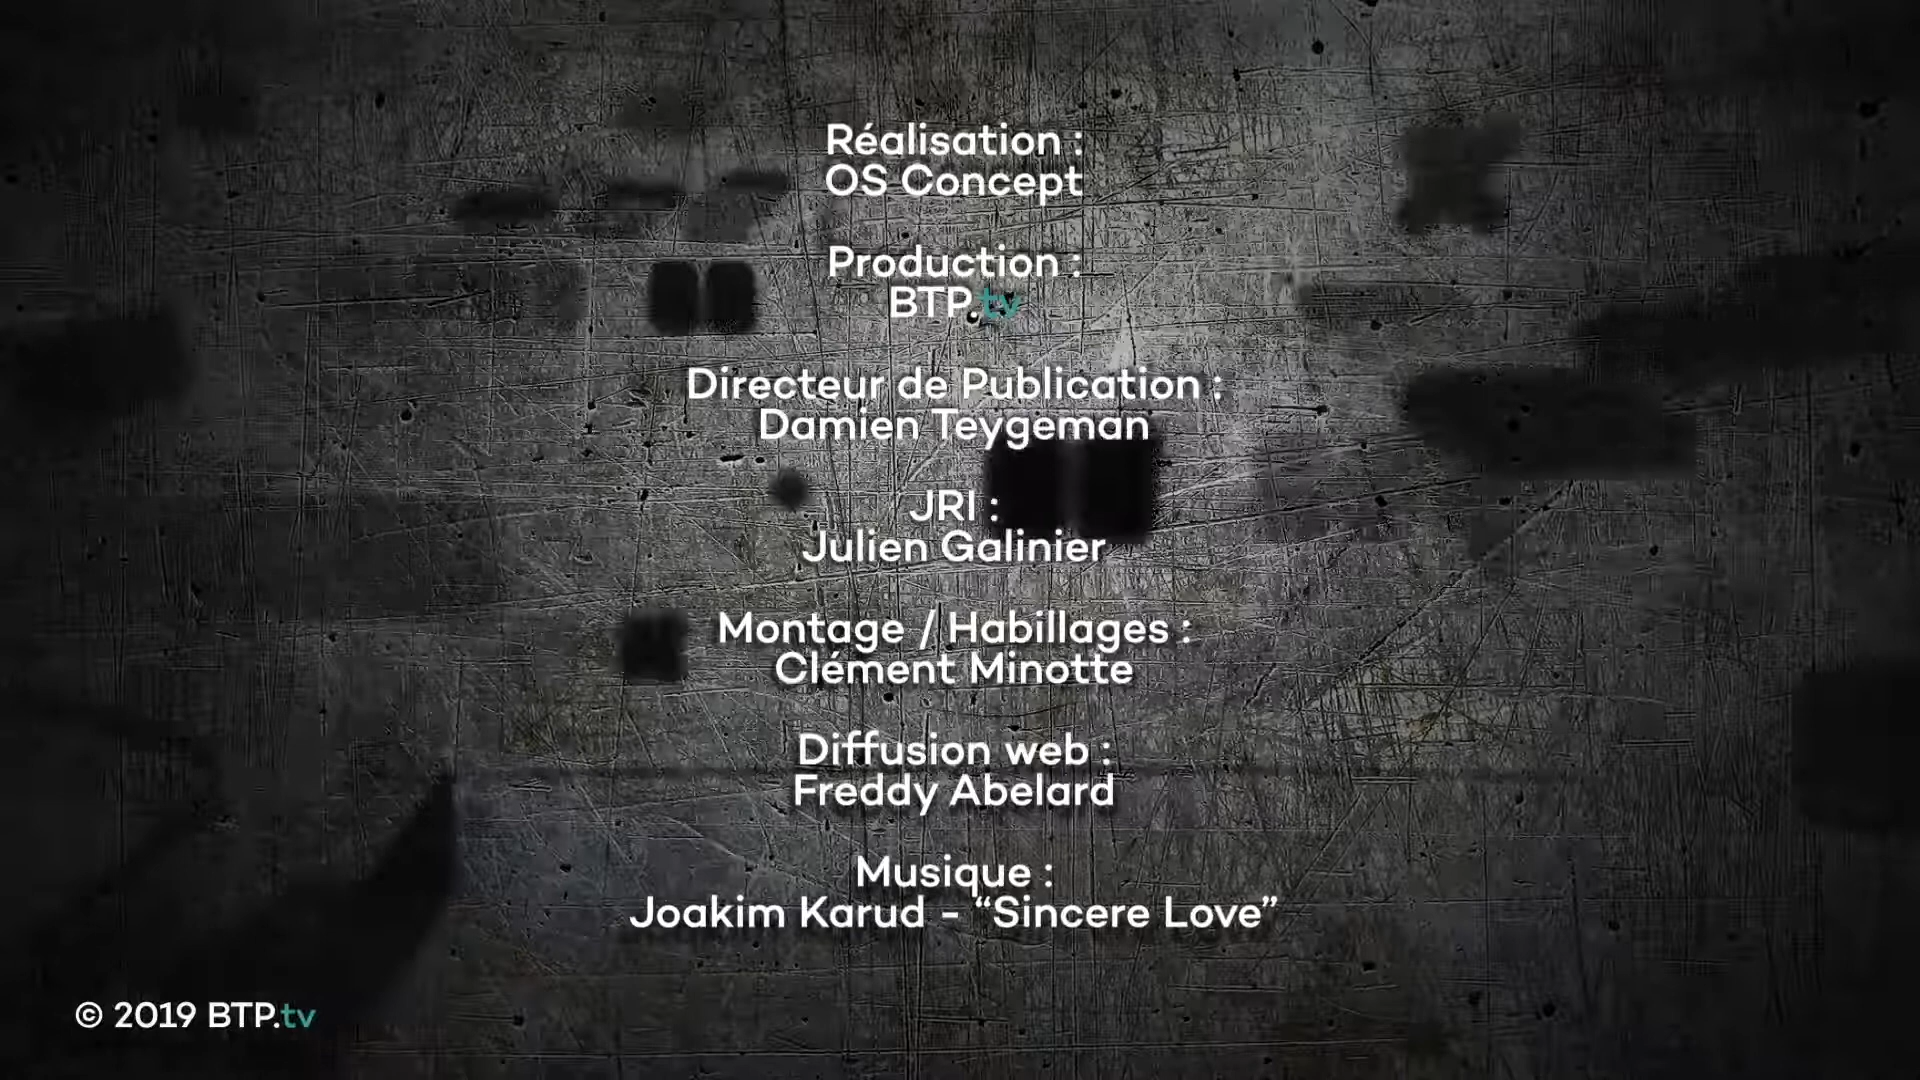 Réalisation :
OS Concept
Production :
BTP.tv
Directeur de Publication :
Damien Teygeman
JRI :
Julien Galinier
Montage / Habillages :
Clément Minotte
Diffusion web :
Freddy Abelard
Musique :
Joakim Karud - “Sincere Love”
© 2019 BTP.tv